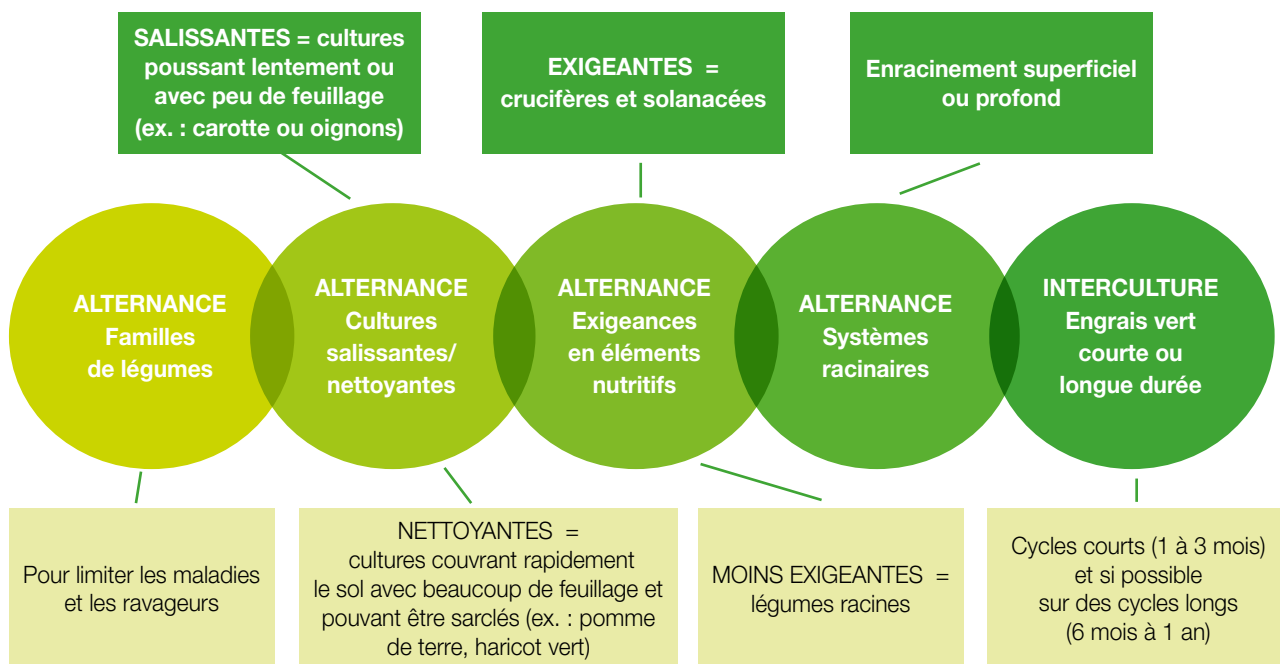 SALISSANTES = cultures
poussant lentement ou
avec peu de feuillage
(ex. : carotte ou oignons)
EXIGEANTES =
crucifères et solanacées
Enracinement superficiel
ou profond
ALTERNANCE
Familles
de légumes
ALTERNANCE
Cultures
salissantes/
nettoyantes
ALTERNANCE
Exigeances
en éléments
nutritifs
ALTERNANCE
Systèmes
racinaires
INTERCULTURE
Engrais vert
courte ou
longue durée
Pour limiter les maladies
et les ravageurs
NETTOYANTES =
cultures couvrant rapidement
le sol avec beaucoup de feuillage et
pouvant être sarclés (ex. : pomme
de terre, haricot vert)
MOINS EXIGEANTES =
légumes racines
Cycles courts (1 à 3 mois)
et si possible
sur des cycles longs
(6 mois à 1 an)